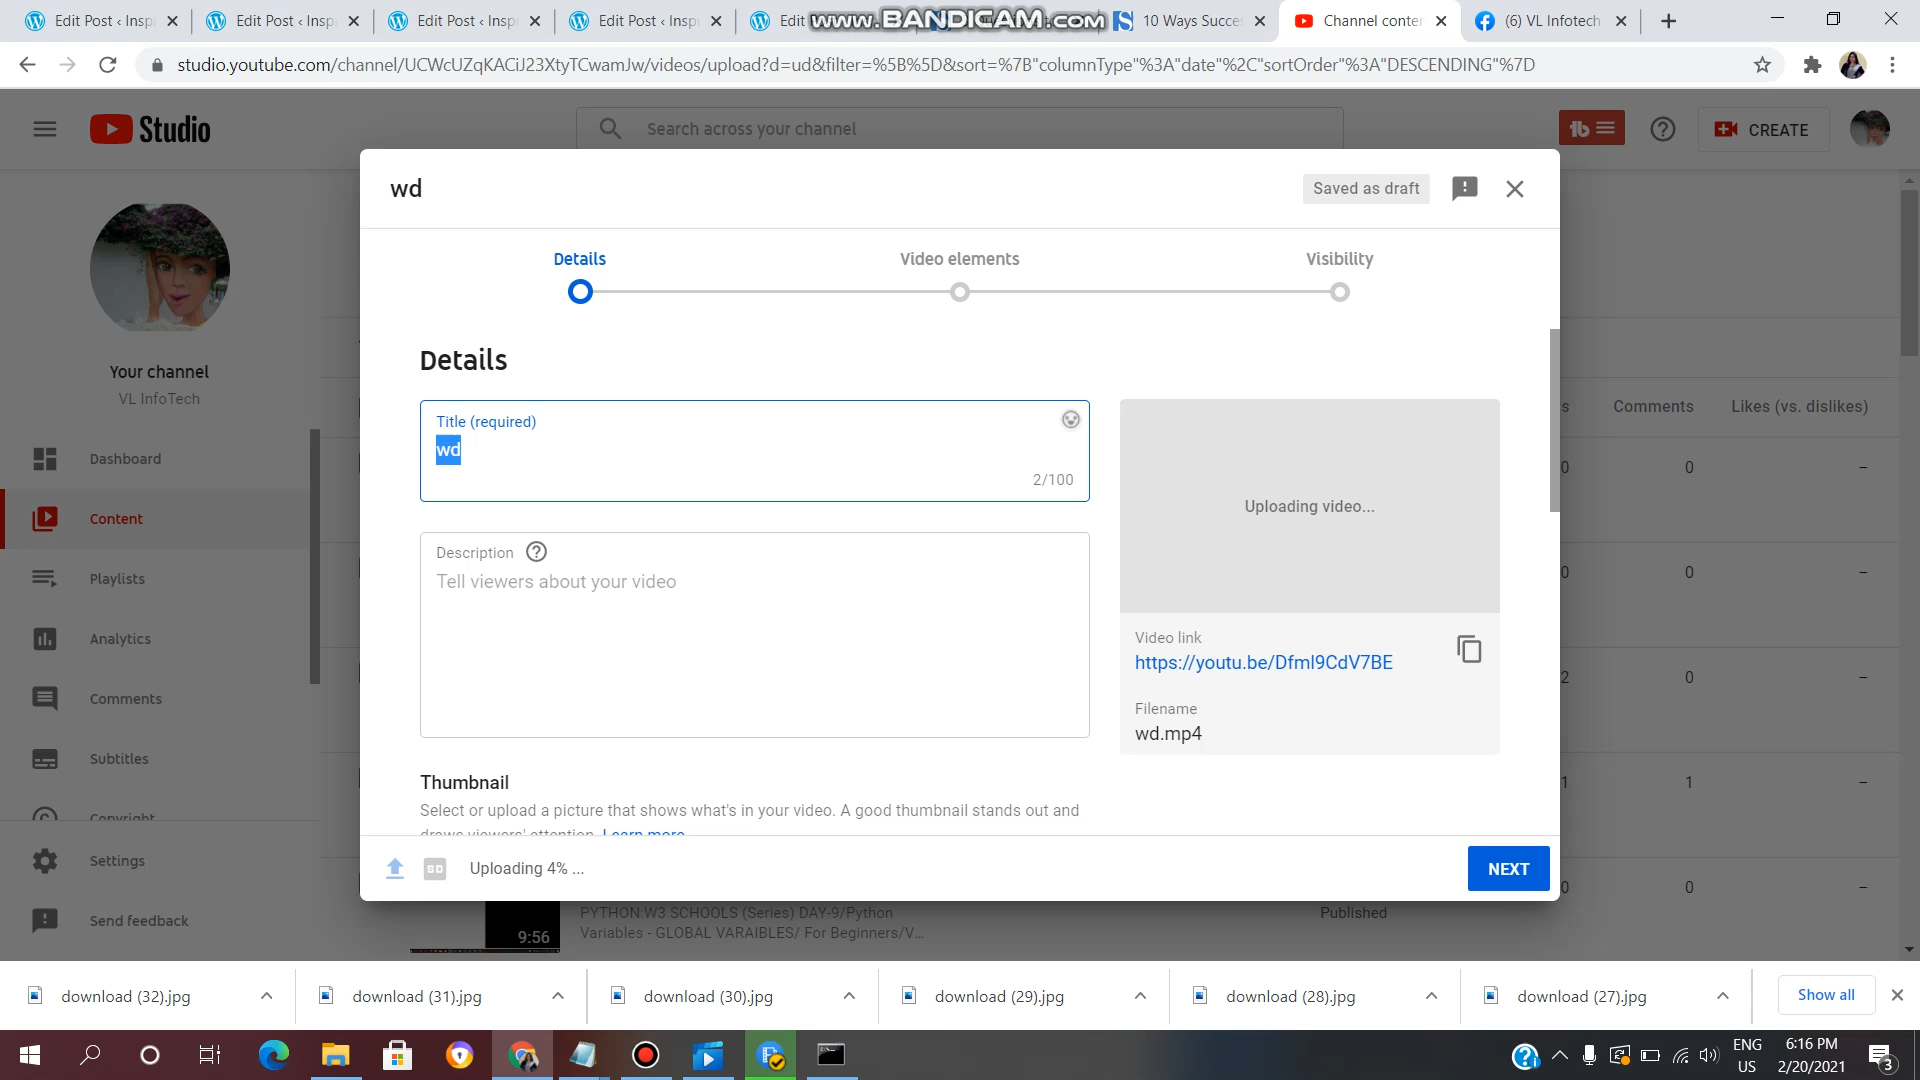 Edit Post ‹ Insp
Edit Post ‹ Insp
Edit Post ‹ Insp
Edit Post ‹ Insp
Edit
www.BANDICAM.com
10 Ways Succe
Channel conten
(6) VL Infotech
studio.youtube.com/channel/UCWcUZqKACiJ23XtyTCwamJw/videos/upload?d=ud&filter=%5B%5D&sort=%7B"columnType"%3A"date"%2C"sortOrder"%3A"DESCENDING"%7D
Studio
Search across your channel
CREATE
wd
Saved as draft
Details
Video elements
Visibility
Your channel
VL InfoTech
Dashboard
Content
Playlists
Analytics
Comments
Subtitles
Copyright
Settings
Send feedback
Details
Title (required)
wd
2/100
Description
Tell viewers about your video
Uploading video...
Video link
https://youtu.be/Dfml9CdV7BE
Filename
wd.mp4
Thumbnail
Select or upload a picture that shows what's in your video. A good thumbnail stands out and
draws viewers' attention. Learn more
SD
Uploading 4% ...
NEXT
s
Comments
Likes (vs. dislikes)
0
0
–
0
0
–
2
0
–
1
1
–
0
0
–
9:56
PYTHON:W3 SCHOOLS (Series) DAY-9/Python
Variables - GLOBAL VARAIBLES/ For Beginners/V...
Published
download (32).jpg
download (31).jpg
download (30).jpg
download (29).jpg
download (28).jpg
download (27).jpg
Show all
ENG
US
6:16 PM
2/20/2021
3